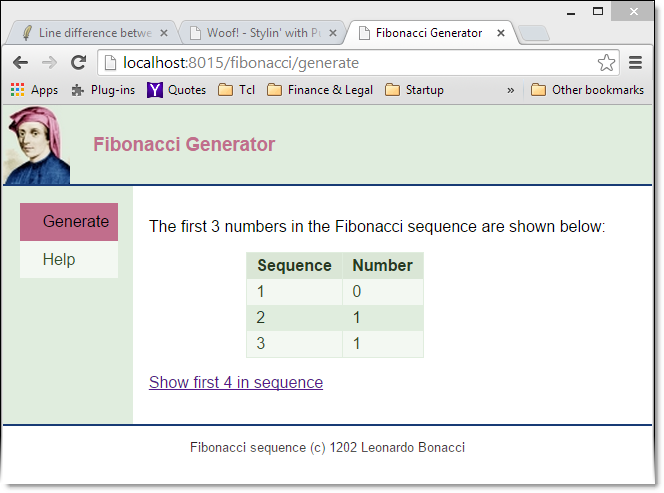 Line difference betwe
Woof! - Stylin' with Pu
Fibonacci Generator
localhost:8015/fibonacci/generate
Apps Plug-ins Quotes Tcl Finance & Legal Startup » Other bookmarks
Fibonacci Generator
Generate
Help
The first 3 numbers in the Fibonacci sequence are shown below:
Sequence Number
1 0
2 1
3 1
Show first 4 in sequence
Fibonacci sequence (c) 1202 Leonardo Bonacci